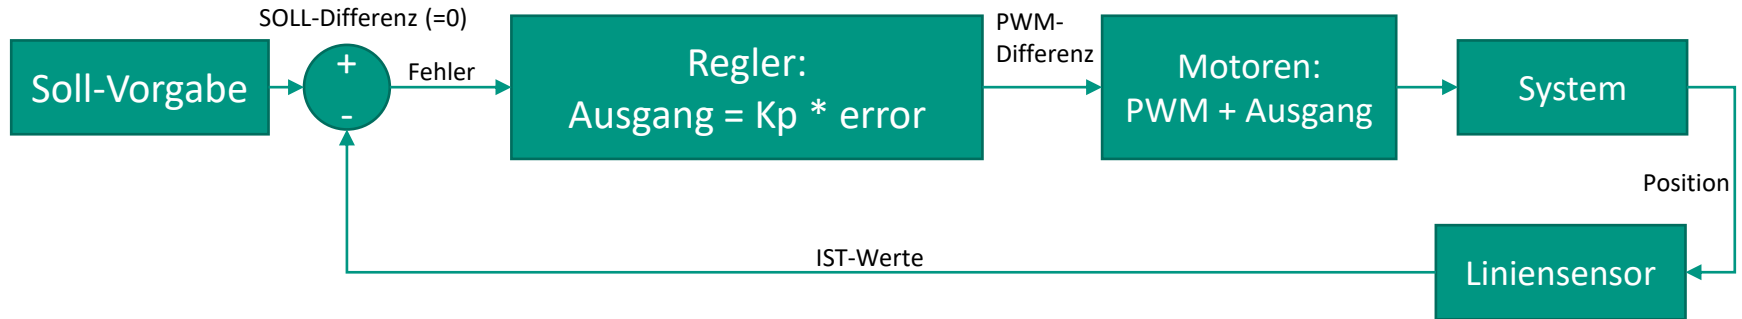 SOLL-Differenz (=0)
Soll-Vorgabe
+
-
Fehler
Regler:
Ausgang = Kp * error
PWM-
Differenz
Motoren:
PWM + Ausgang
System
Position
Liniensensor
IST-Werte